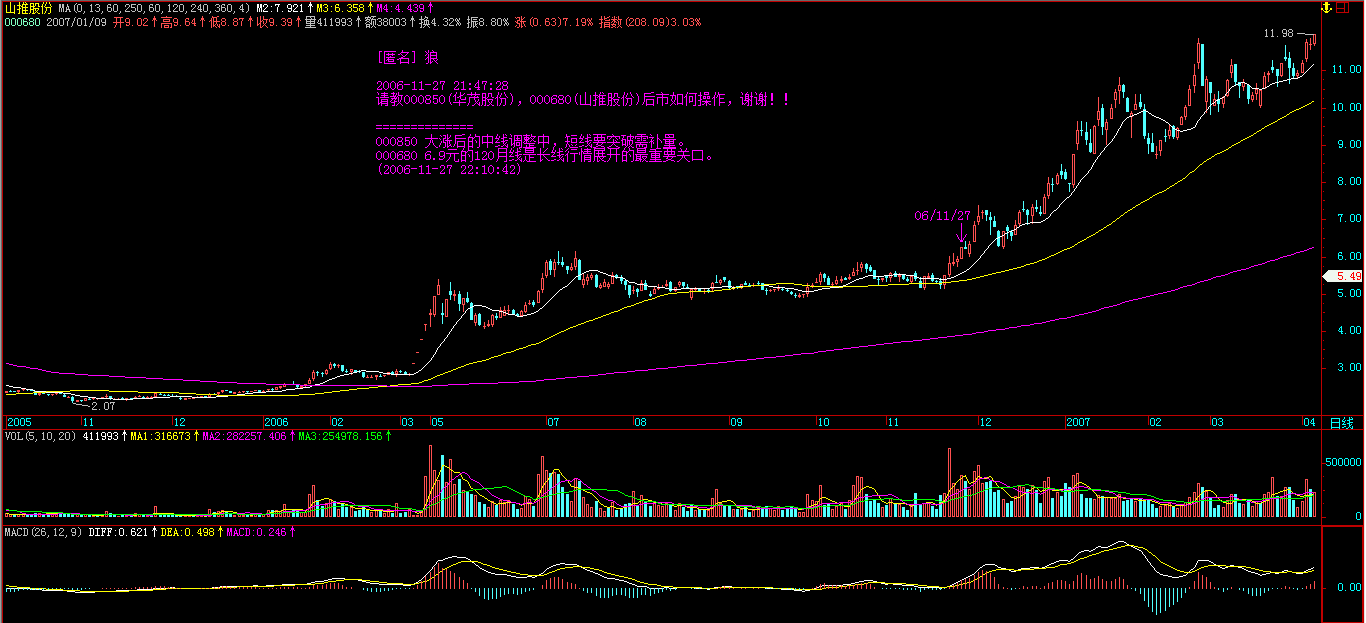 山推股份 MA(0,13,60,250,60,120,240,360,4) M2:7.921↑M3:6.358↑M4:4.439↑
000680 2007/01/09 开9.02↑高9.64↑低8.87↑收9.39↑量411993↑额38003↑换4.32% 振8.80% 涨(0.63)7.19% 指数(208.09)3.03%
11.98
[匿名] 狼
2006-11-27 21:47:28
请教000850(华茂股份)，000680(山推股份)后市如何操作，谢谢！！
==============
000850 大涨后的中线调整中，短线要突破需补量。
000680 6.9元的120月线是长线行情展开的最重要关口。
(2006-11-27 22:10:42)
06/11/27
2.07
11.00
10.00
9.00
8.00
7.00
6.00
5.49
5.00
4.00
3.00
2005 11 12 2006 02 03 05 07 08 09 10 11 12 2007 02 03 04 日线
VOL(5,10,20) 411993↑MA1:316673↑MA2:282257.406↑MA3:254978.156↑
500000
0
MACD(26,12,9) DIFF:0.621↑DEA:0.498↑MACD:0.246↑
0.00